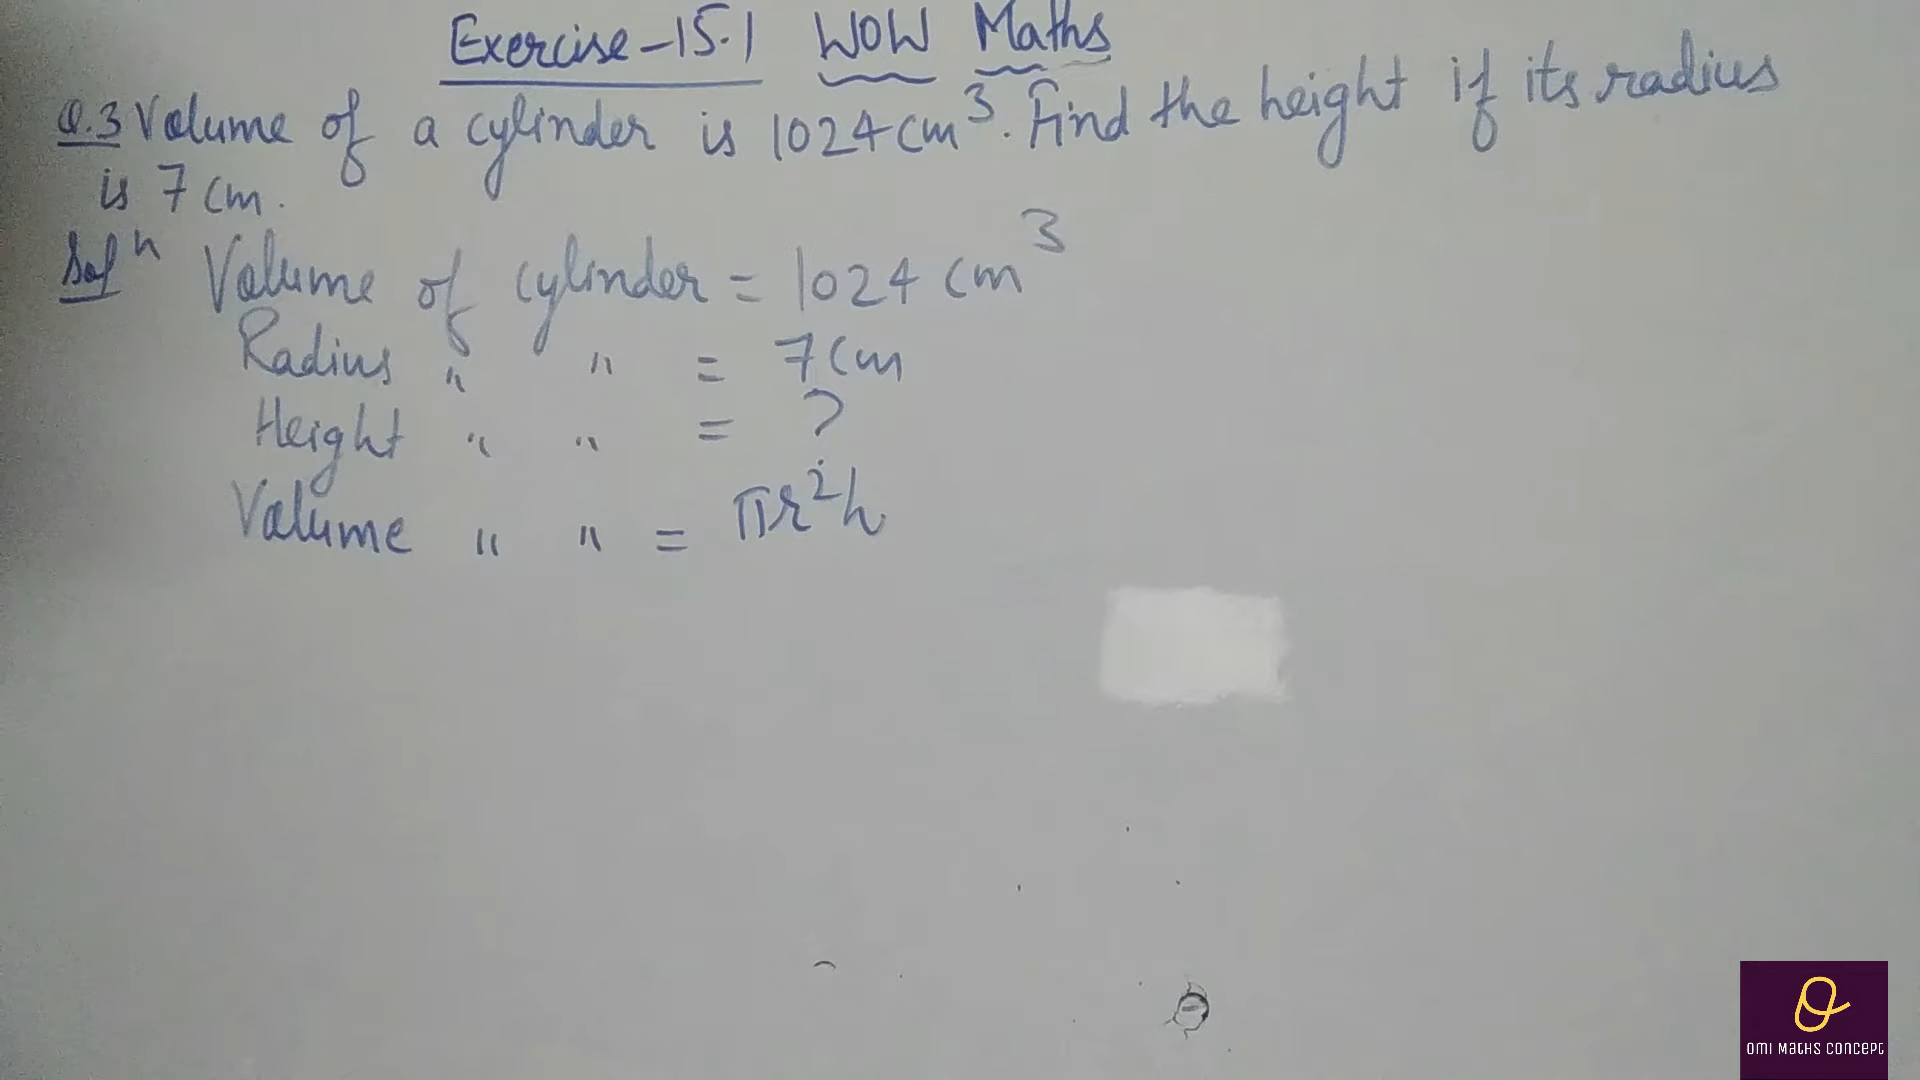 Exercise-15.1 WOW Maths
Q.3 Volume of a cylinder is 1024 cm³. Find the height if its radius
is 7 cm.
Solⁿ Volume of cylinder = 1024 cm³
Radius " " = 7 cm
Height " " = ?
Volume " " = πr²h
OMI MATHS CONCEPT